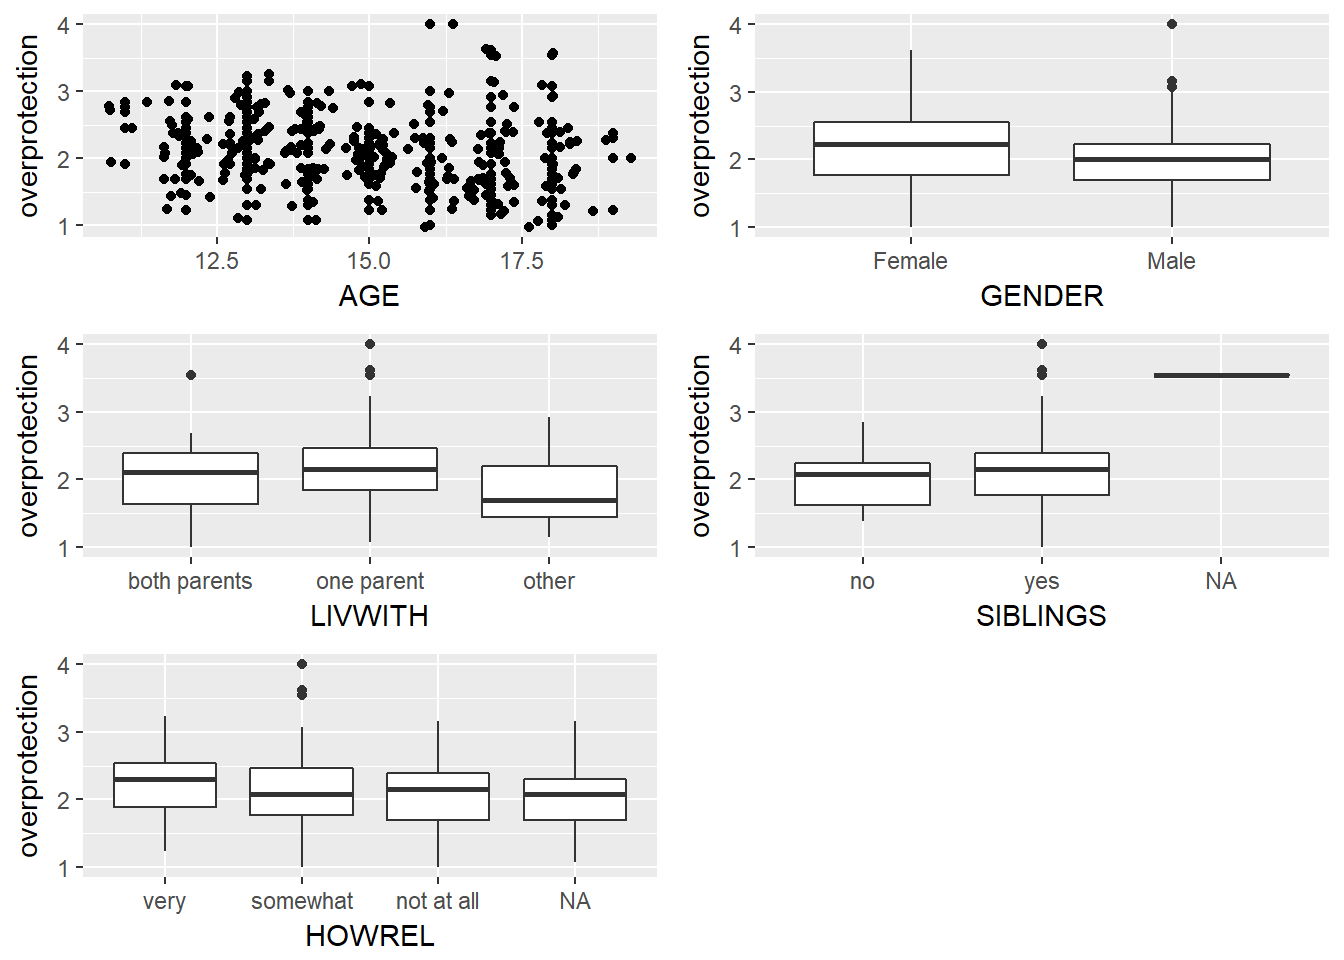 overprotection
4
3
2
1
12.5 15.0 17.5
AGE
overprotection
4
3
2
1
Female Male
GENDER
overprotection
4
3
2
1
both parents one parent other
LIVWITH
overprotection
4
3
2
1
no yes NA
SIBLINGS
overprotection
4
3
2
1
very somewhat not at all NA
HOWREL